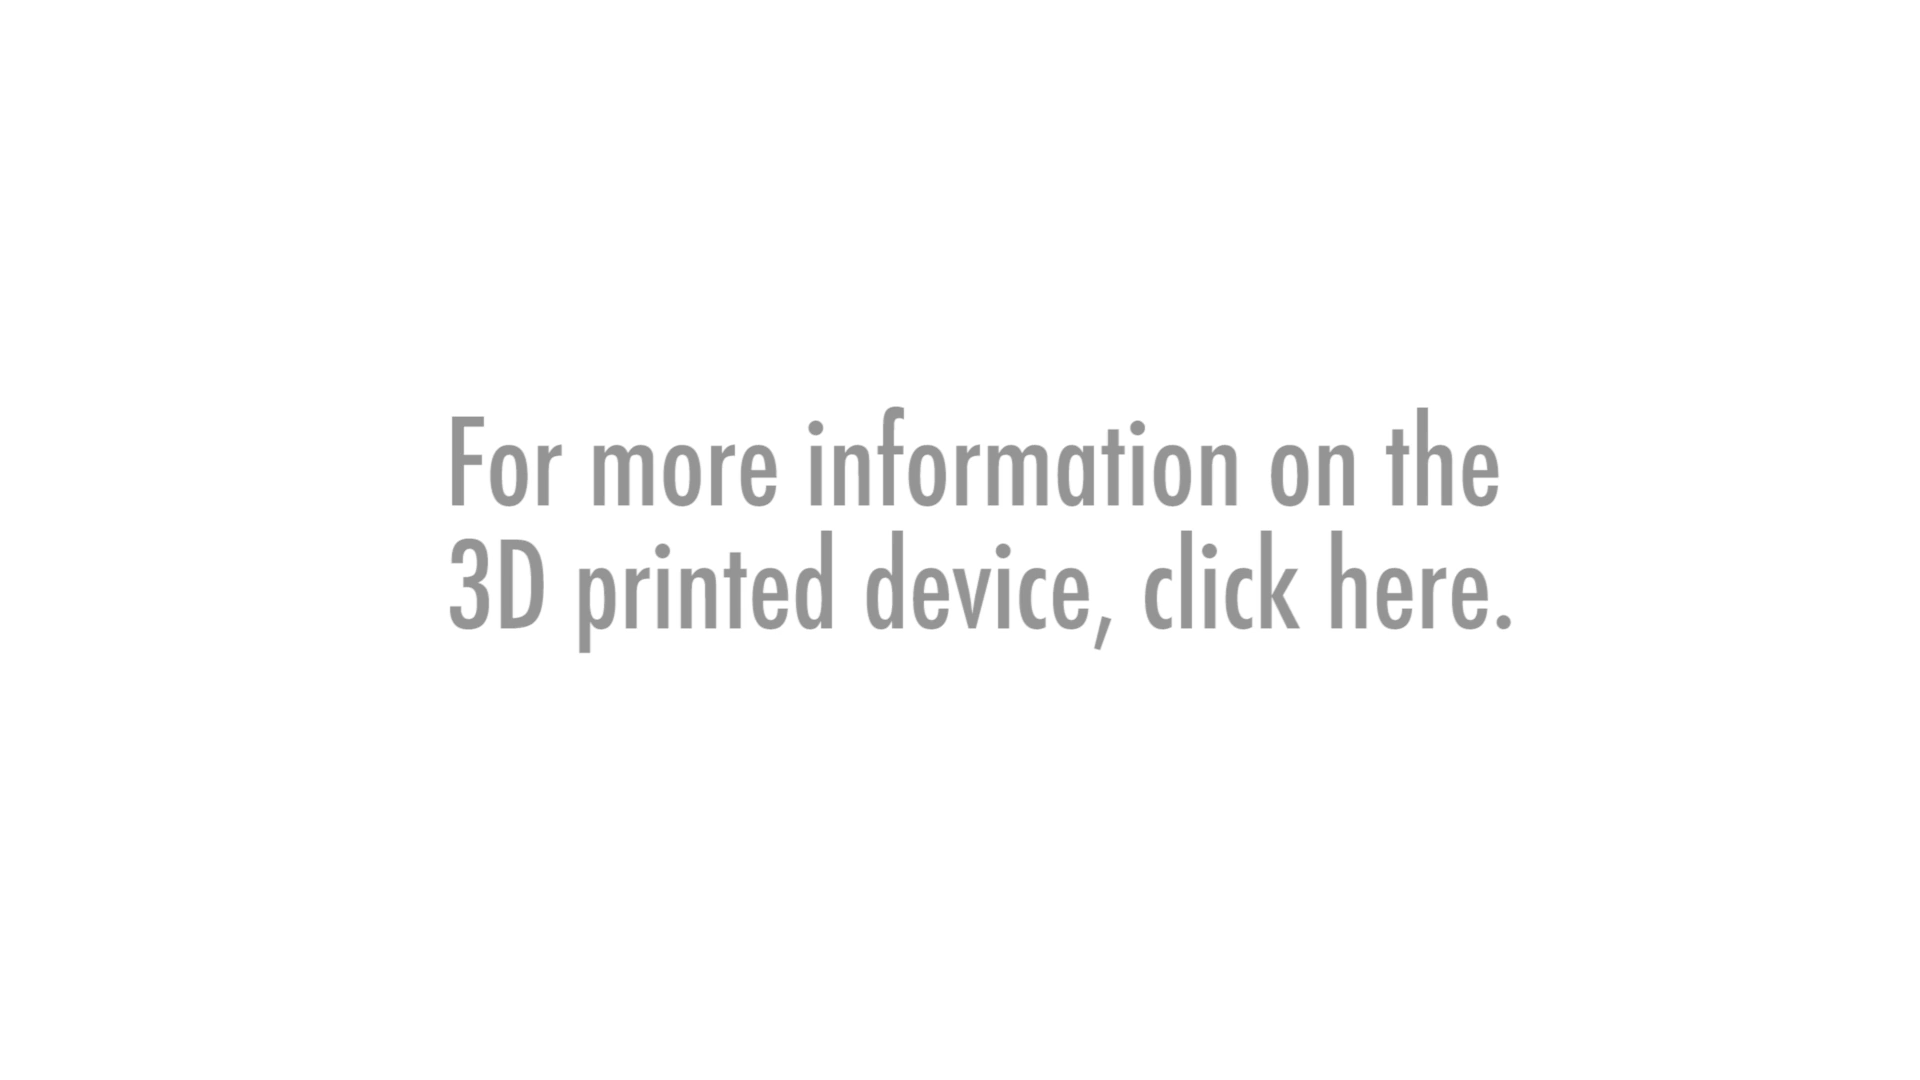 For more information on the
3D printed device, click here.